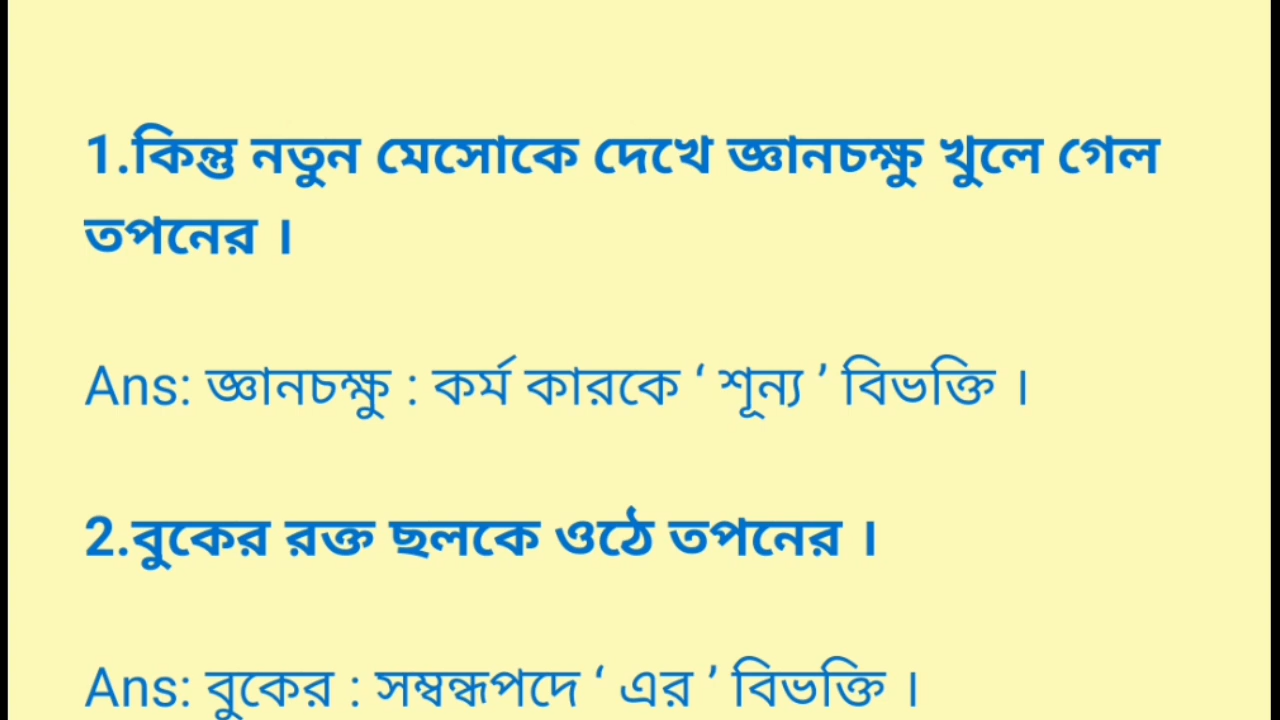 1.কিন্তু নতুন মেসোকে দেখে জ্ঞানচক্ষু খুলে গেল
তপনের ।
Ans: জ্ঞানচক্ষু : কর্ম কারকে ‘ শূন্য ’ বিভক্তি ।
2.বুকের রক্ত ছলকে ওঠে তপনের ।
Ans: বুকের : সম্বন্ধপদে ‘ এর ’ বিভক্তি ।